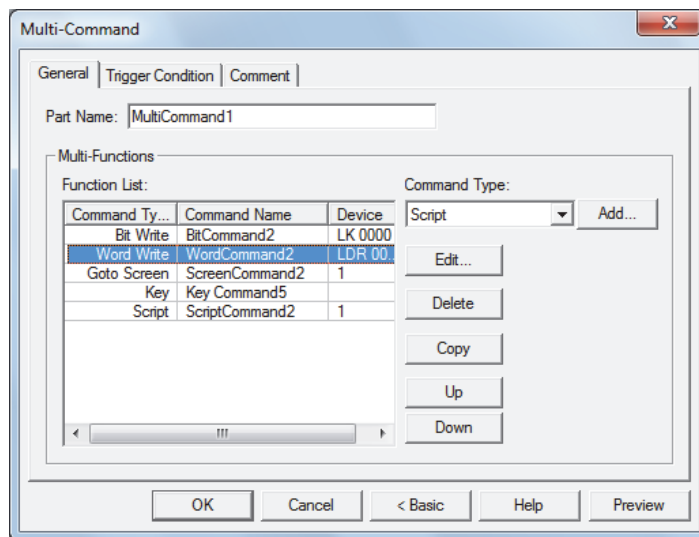 Multi-Command
General Trigger Condition Comment
Part Name: MultiCommand1
Multi-Functions
Function List:
Command Type:
Command Ty... Command Name Device
Script Add...
Bit Write BitCommand2 LK 0000
Word Write WordCommand2 LDR 00..
Goto Screen ScreenCommand2 1
Key Key Command5
Script ScriptCommand2 1
Edit...
Delete
Copy
Up
Down
OK Cancel < Basic Help Preview